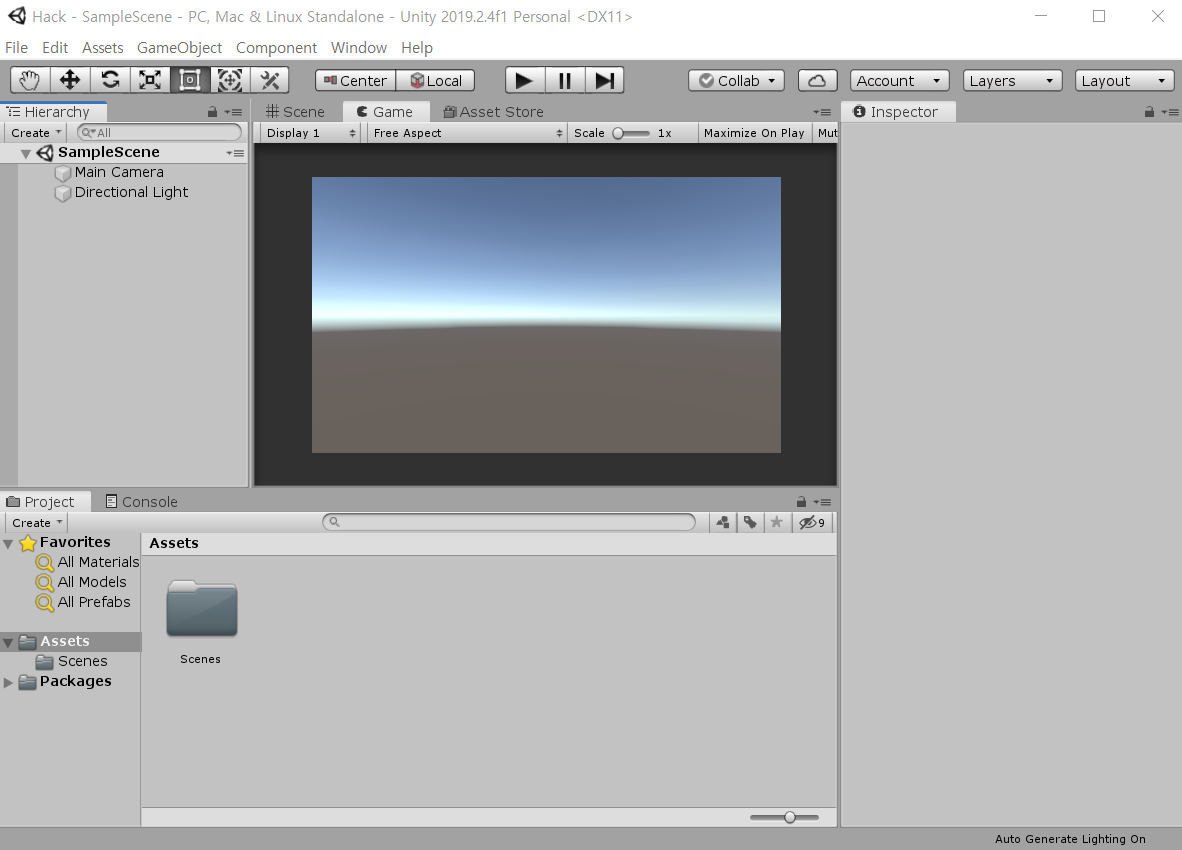 Hack - SampleScene - PC, Mac & Linux Standalone - Unity 2019.2.4f1 Personal <DX11>
File Edit Assets GameObject Component Window Help
Center Local Collab Account Layers Layout
Hierarchy Scene Game Asset Store Inspector
Create All Display 1 Free Aspect Scale 1x Maximize On Play Mut
SampleScene
Main Camera
Directional Light
Project Console
Create 9
Favorites Assets
All Materials
All Models
All Prefabs
Assets
Scenes Scenes
Packages
Auto Generate Lighting On